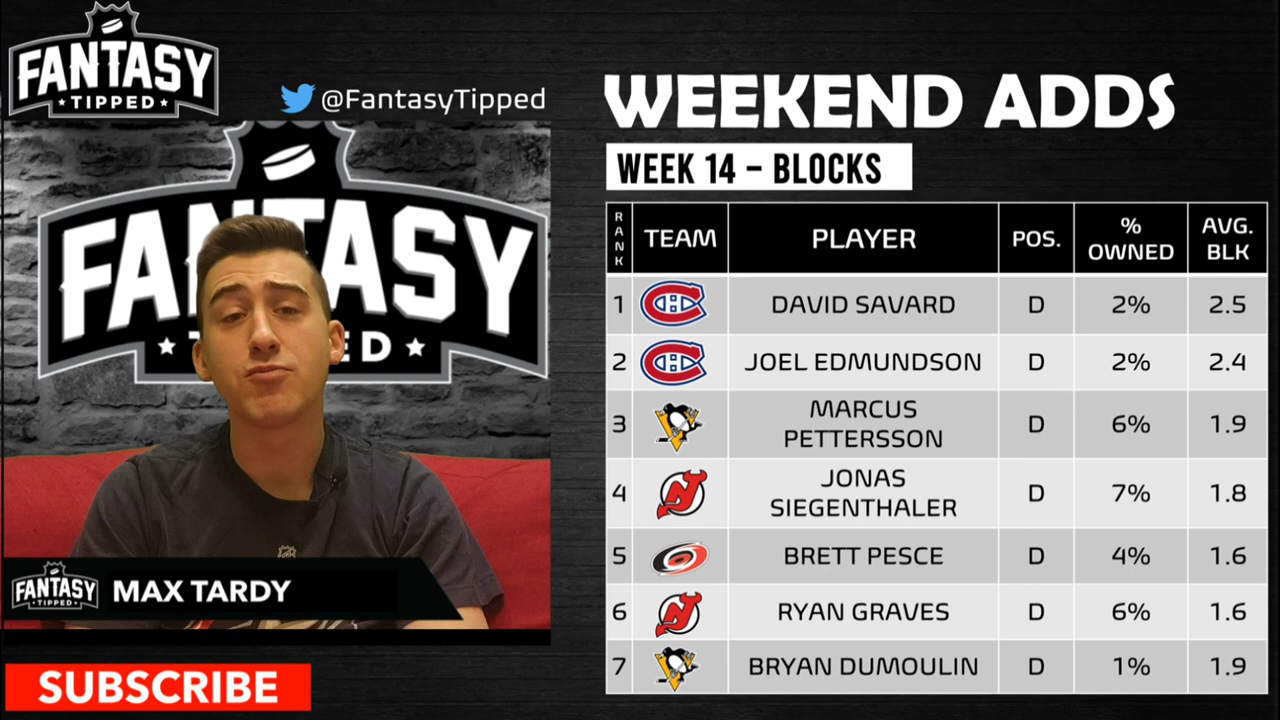 FANTASY
TIPPED
@FantasyTipped
WEEKEND ADDS
WEEK 14 – BLOCKS
RANK TEAM PLAYER POS. % OWNED AVG. BLK
1 DAVID SAVARD D 2% 2.5
2 JOEL EDMUNDSON D 2% 2.4
3 MARCUS PETTERSSON D 6% 1.9
4 JONAS SIEGENTHALER D 7% 1.8
5 BRETT PESCE D 4% 1.6
6 RYAN GRAVES D 6% 1.6
7 BRYAN DUMOULIN D 1% 1.9
FANTASY
FANTASY
TIPPED
MAX TARDY
SUBSCRIBE